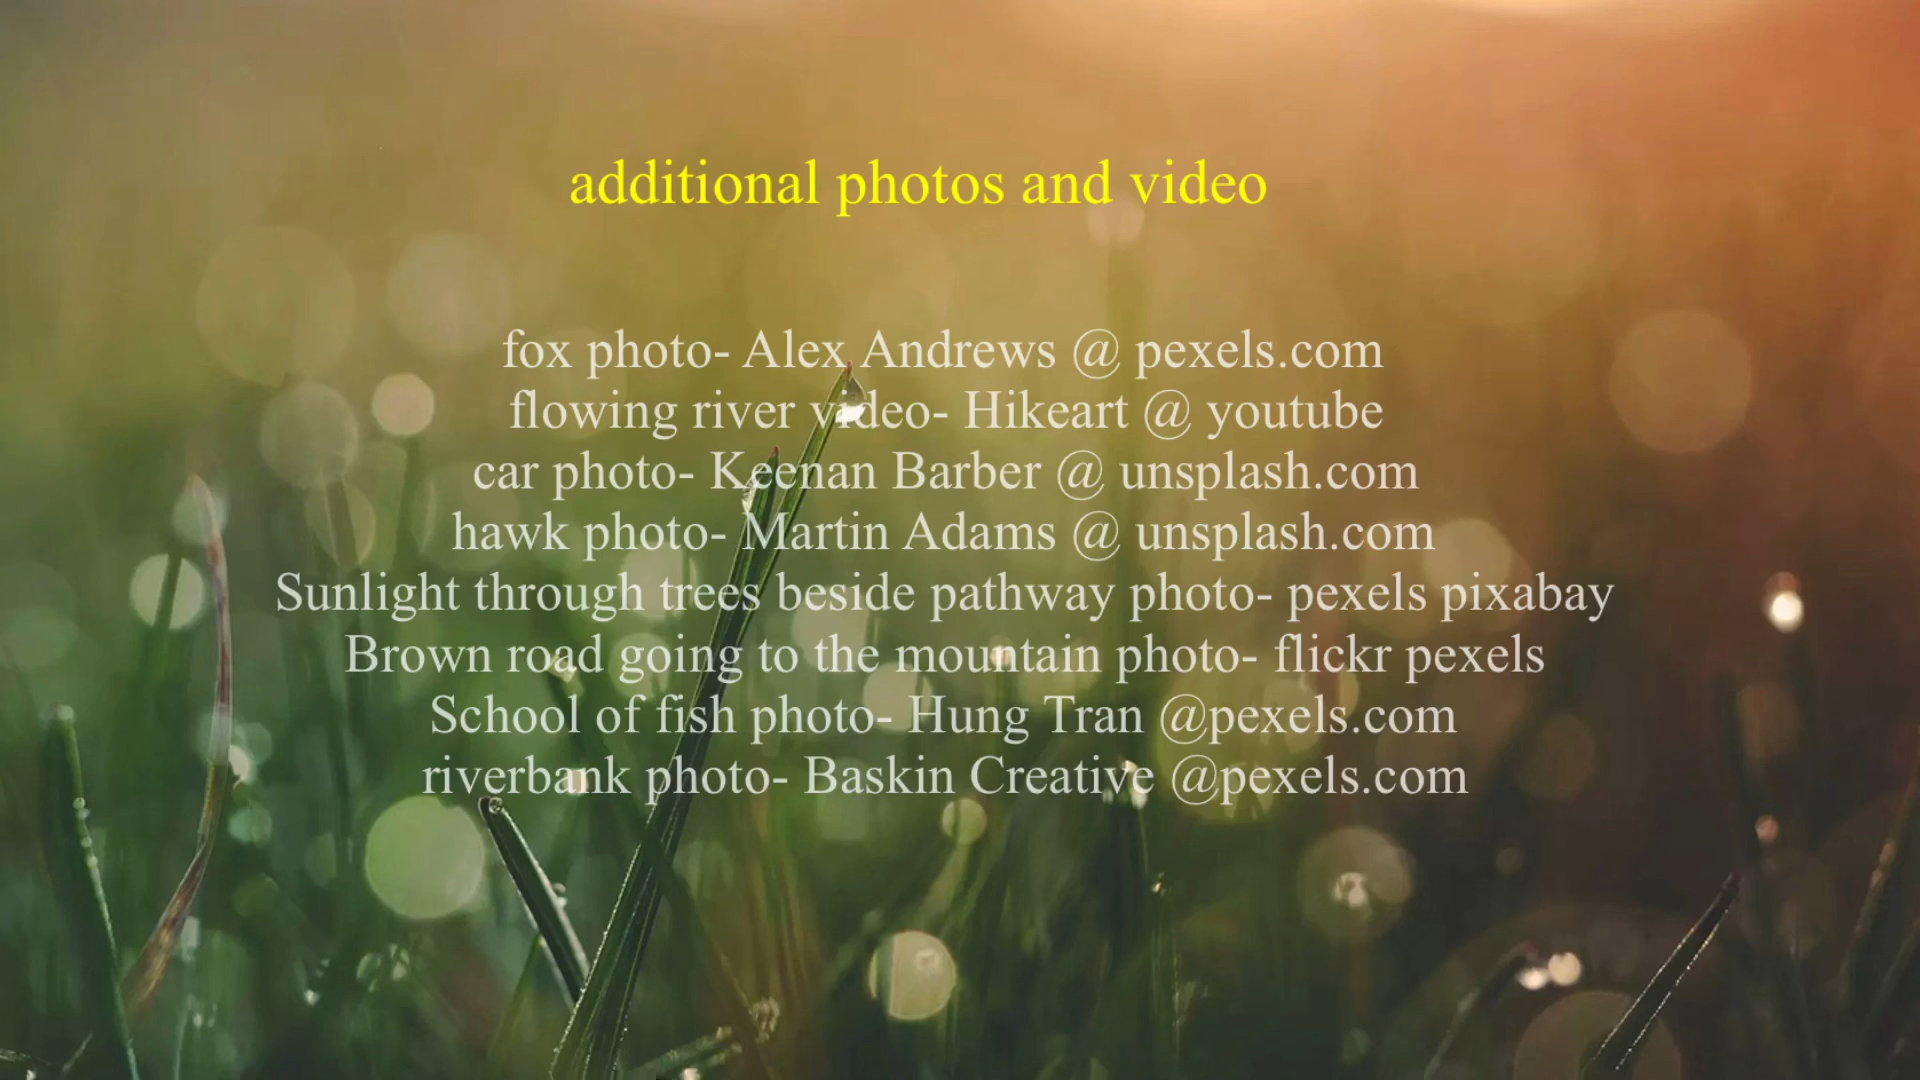 additional photos and video
fox photo- Alex Andrews @ pexels.com
flowing river video- Hikeart @ youtube
car photo- Keenan Barber @ unsplash.com
hawk photo- Martin Adams @ unsplash.com
Sunlight through trees beside pathway photo- pexels pixabay
Brown road going to the mountain photo- flickr pexels
School of fish photo- Hung Tran @pexels.com
riverbank photo- Baskin Creative @pexels.com